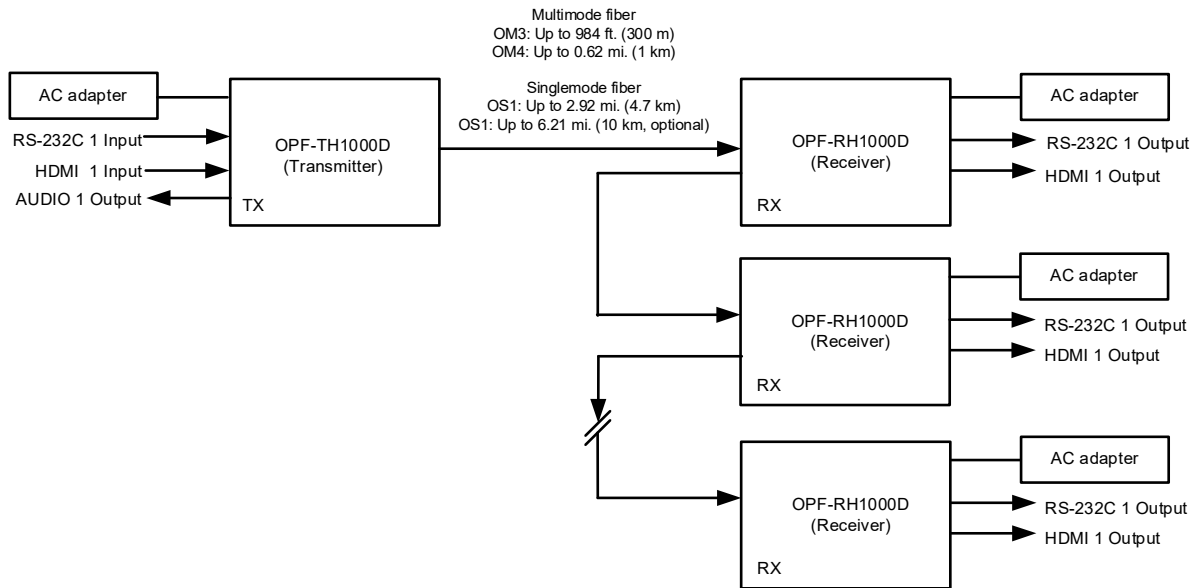 Multimode fiber
OM3: Up to 984 ft. (300 m)
OM4: Up to 0.62 mi. (1 km)
Singlemode fiber
OS1: Up to 2.92 mi. (4.7 km)
OS1: Up to 6.21 mi. (10 km, optional)
AC adapter
RS-232C 1 Input
HDMI 1 Input
AUDIO 1 Output
OPF-TH1000D
(Transmitter)
TX
OPF-RH1000D
(Receiver)
RX
AC adapter
RS-232C 1 Output
HDMI 1 Output
OPF-RH1000D
(Receiver)
RX
AC adapter
RS-232C 1 Output
HDMI 1 Output
OPF-RH1000D
(Receiver)
RX
AC adapter
RS-232C 1 Output
HDMI 1 Output